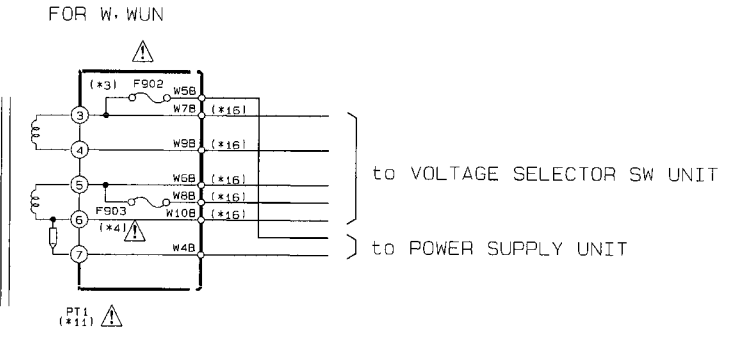 FOR W, WUN
(*3) F902 W5B
3 W7B (*16)
4 W9B (*16)
5 W6B (*16)
W8B (*16)
to VOLTAGE SELECTOR SW UNIT
6 F903 W10B (*16)
(*4)
to POWER SUPPLY UNIT
7 W4B
PT1
(*11)